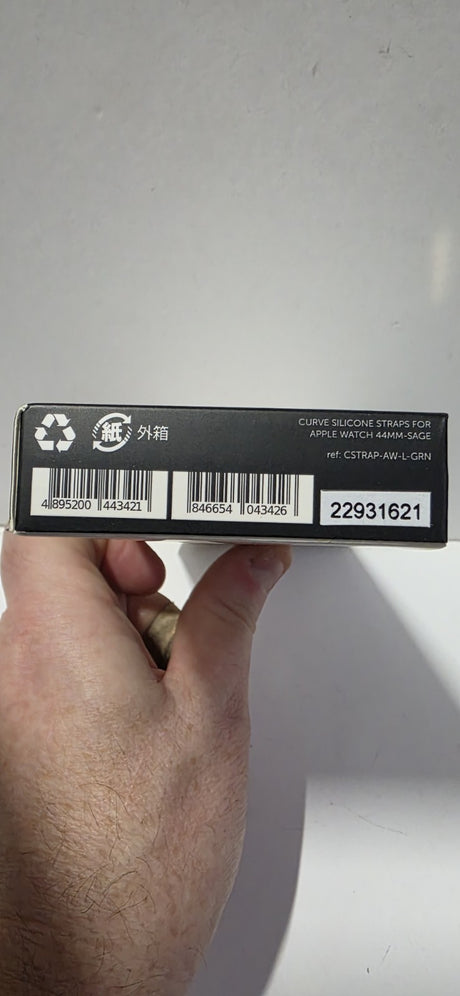 紙 外箱
CURVE SILICONE STRAPS FOR
APPLE WATCH 44MM-SAGE
ref: CSTRAP-AW-L-GRN
4 895200 443421
846654 043426
22931621